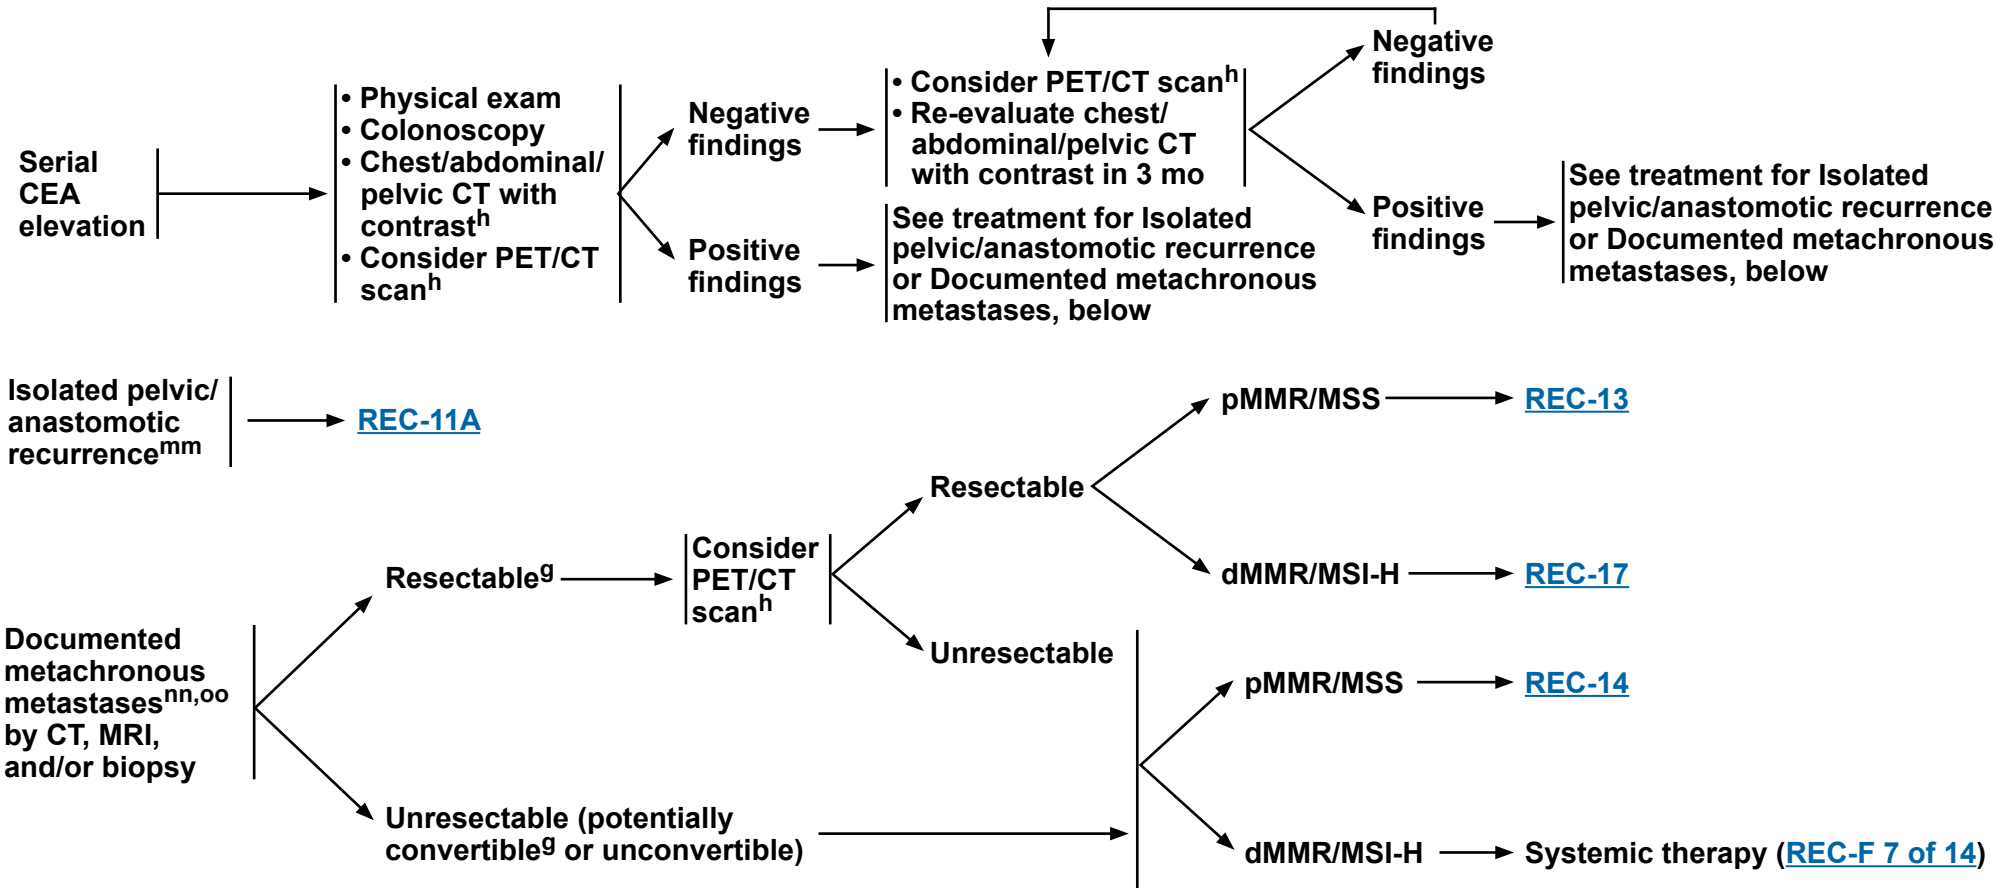 Serial
CEA
elevation
• Physical exam
• Colonoscopy
• Chest/abdominal/
pelvic CT with
contrasth
• Consider PET/CT
scanh
Negative
findings
Positive
findings
• Consider PET/CT scanh
• Re-evaluate chest/
abdominal/pelvic CT
with contrast in 3 mo
See treatment for Isolated
pelvic/anastomotic recurrence
or Documented metachronous
metastases, below
Negative
findings
Positive
findings
See treatment for Isolated
pelvic/anastomotic recurrence
or Documented metachronous
metastases, below
Isolated pelvic/
anastomotic
recurrencemm
REC-11A
Documented
metachronous
metastasesnn,oo
by CT, MRI,
and/or biopsy
Resectableg
Consider
PET/CT
scanh
Resectable
pMMR/MSS
REC-13
dMMR/MSI-H
REC-17
Unresectable
Unresectable (potentially
convertibleg or unconvertible)
pMMR/MSS
REC-14
dMMR/MSI-H
Systemic therapy (REC-F 7 of 14)